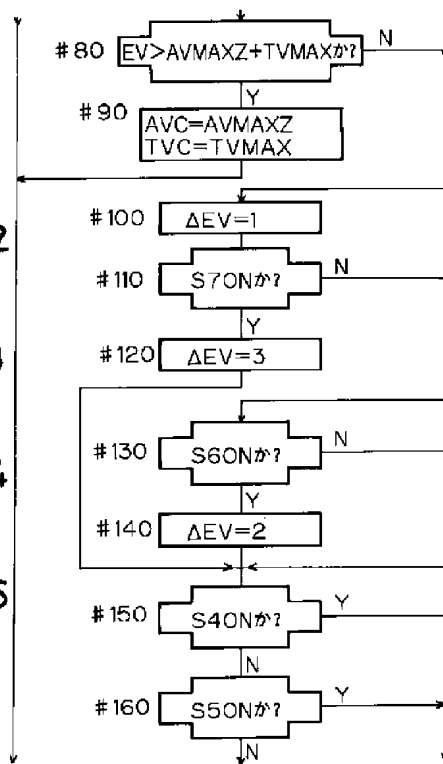 #80 EV>AVMAXZ+TVMAXか? N
Y
#90 AVC=AVMAXZ
TVC=TVMAX
#100 ΔEV=1
#110 S7ONか? N
Y
#120 ΔEV=3
#130 S6ONか? N
Y
#140 ΔEV=2
#150 S4ONか? Y
N
#160 S5ONか? Y
N